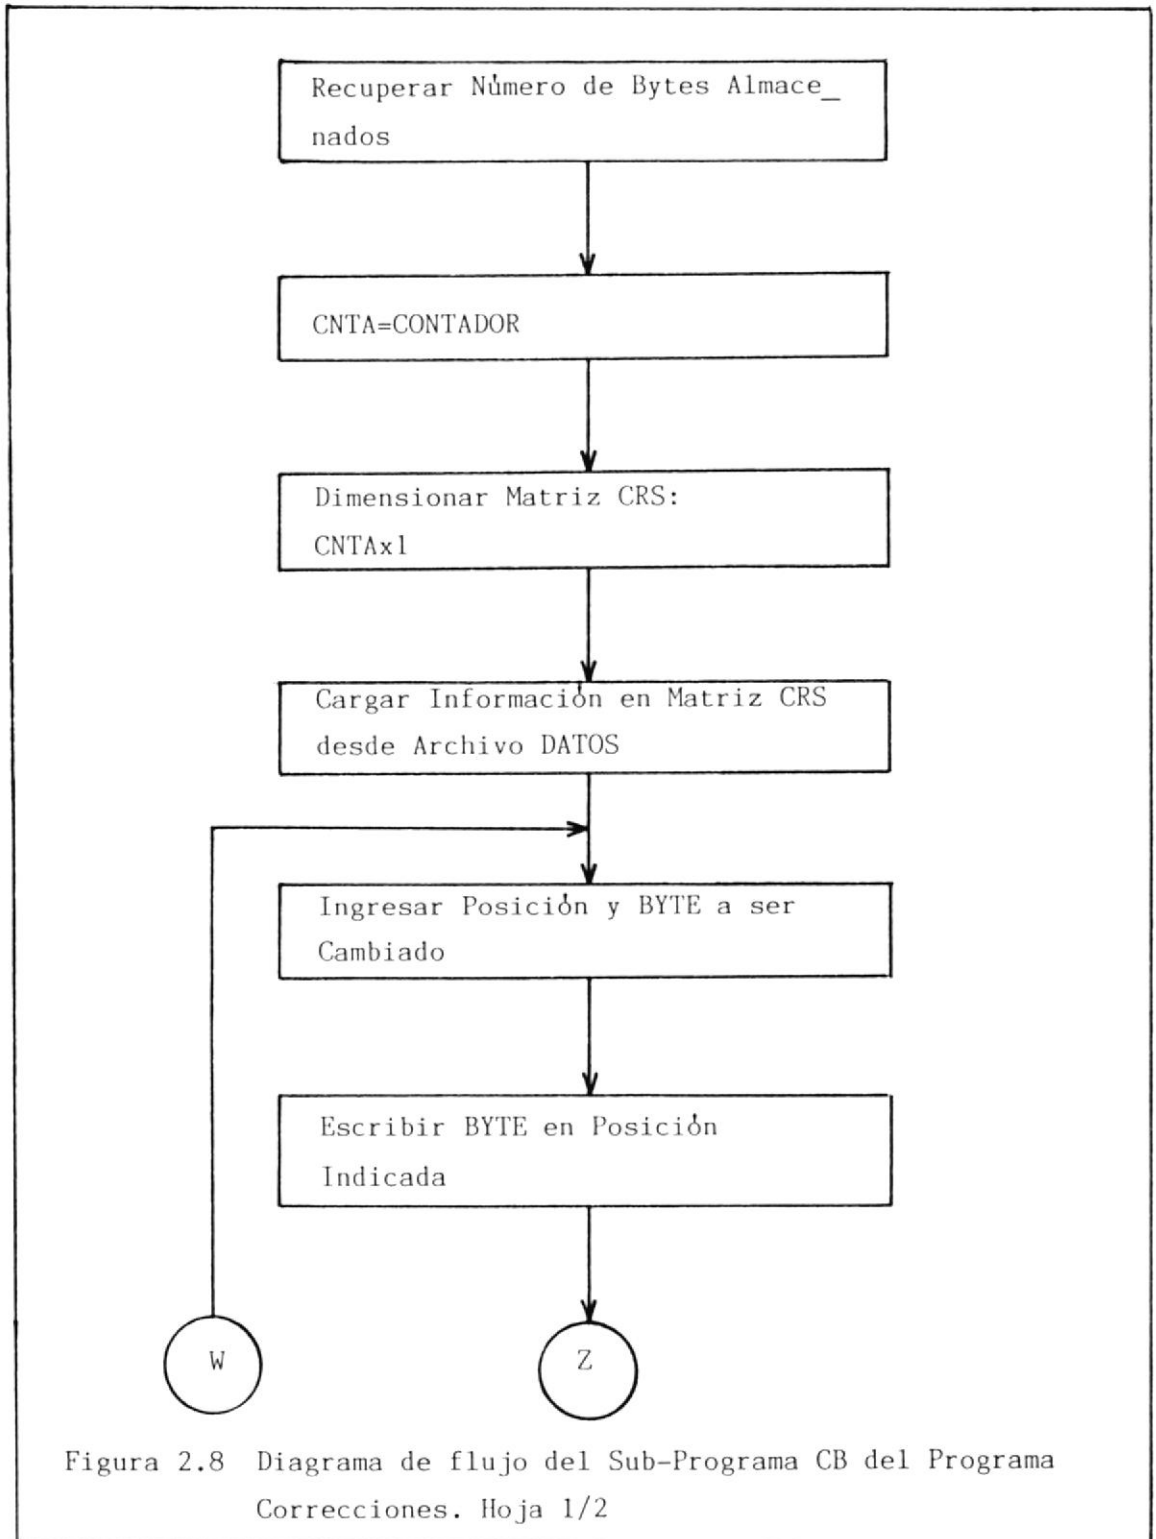 Recuperar Número de Bytes Almace_
nados
CNTA=CONTADOR
Dimensionar Matriz CRS:
CNTAx1
Cargar Información en Matriz CRS
desde Archivo DATOS
Ingresar Posición y BYTE a ser
Cambiado
Escribir BYTE en Posición
Indicada
W
Z
Figura 2.8 Diagrama de flujo del Sub-Programa CB del Programa
Correcciones. Hoja 1/2